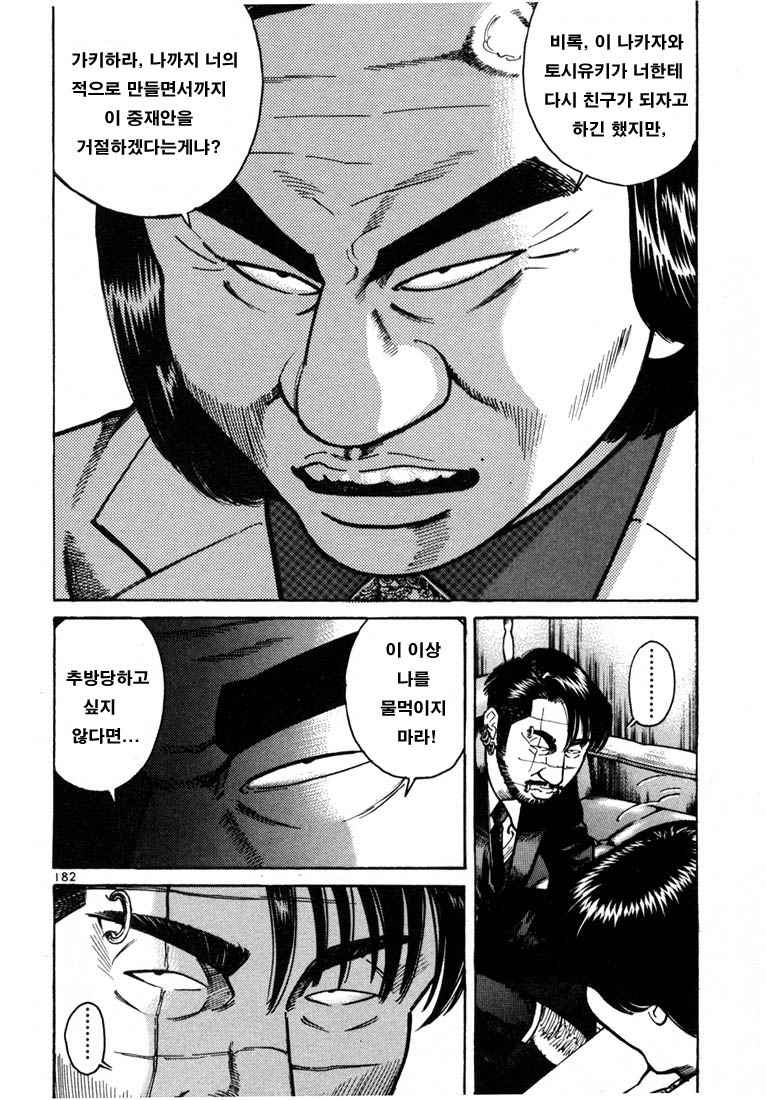 비록, 이 나카자와
토시유키가 너한테
다시 친구가 되자고
하긴 했지만,
가키하라, 나까지 너의
적으로 만들면서까지
이 중재안을
거절하겠다는게냐?
이 이상
나를
물먹이지
마라!
추방당하고
싶지
않다면...
………
182
………